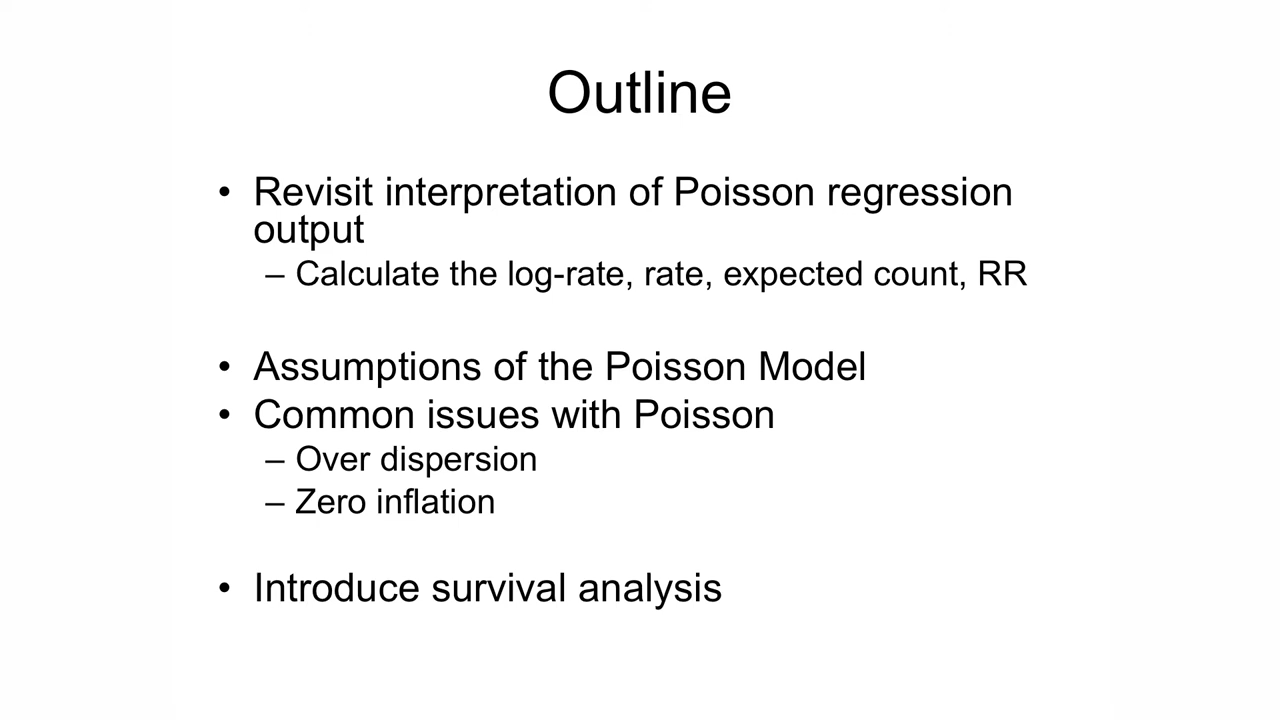 Outline
• Revisit interpretation of Poisson regression
output
– Calculate the log-rate, rate, expected count, RR
• Assumptions of the Poisson Model
• Common issues with Poisson
– Over dispersion
– Zero inflation
• Introduce survival analysis